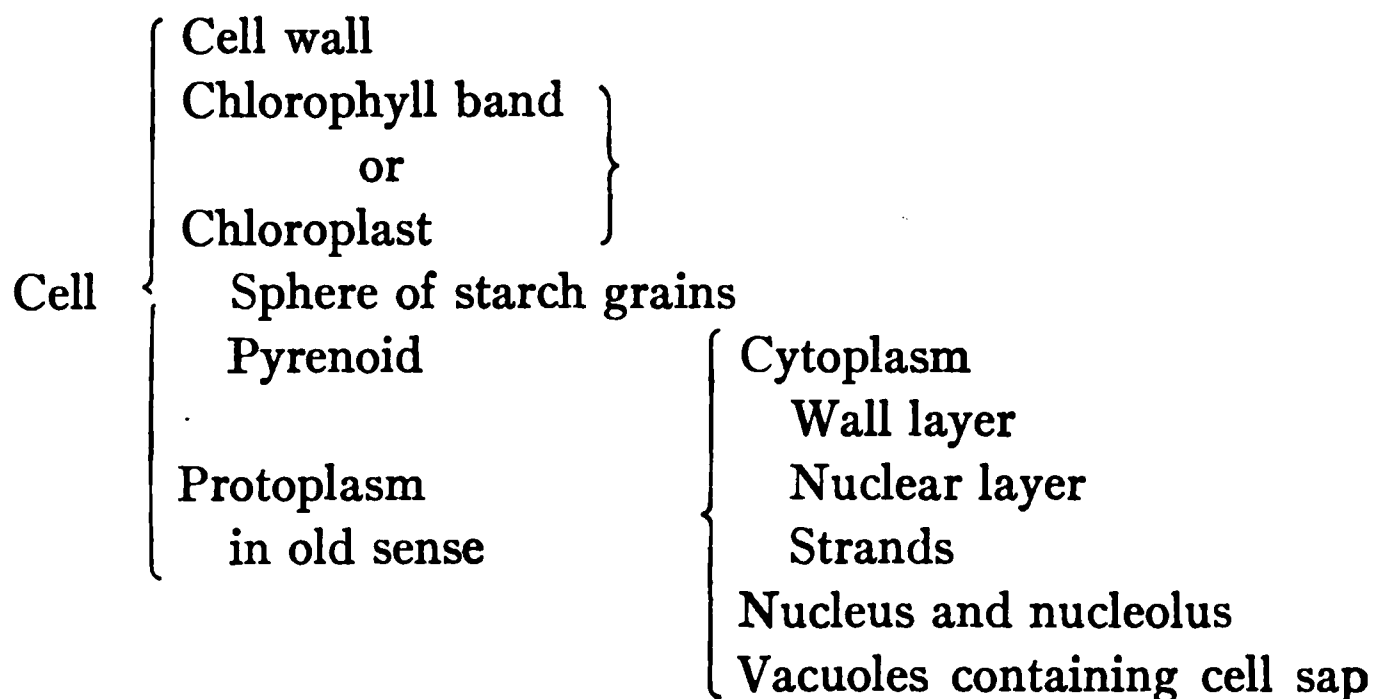 Cell
Cell wall
Chlorophyll band
or
Chloroplast
Sphere of starch grains
Pyrenoid
Protoplasm
in old sense
Cytoplasm
Wall layer
Nuclear layer
Strands
Nucleus and nucleolus
Vacuoles containing cell sap